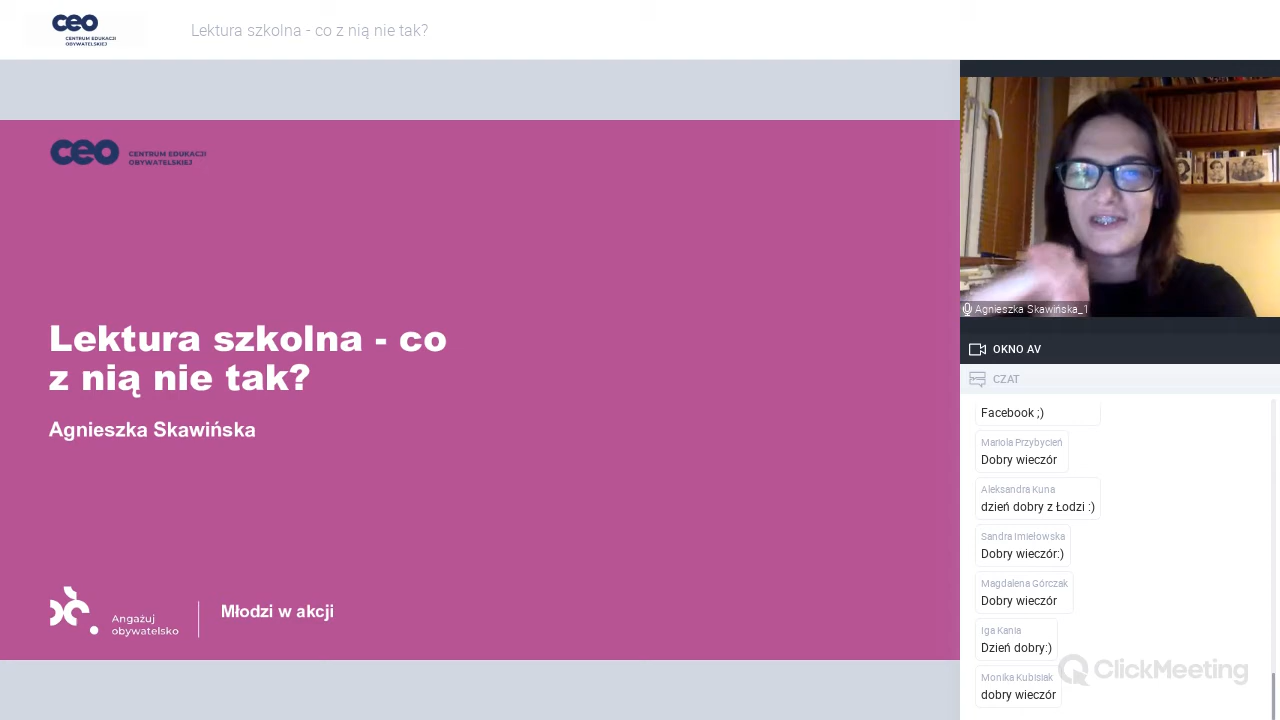 ceo
CENTRUM EDUKACJI
OBYWATELSKIEJ
Lektura szkolna - co z nią nie tak?
ceo
CENTRUM EDUKACJI
OBYWATELSKIEJ
Lektura szkolna - co
z nią nie tak?
Agnieszka Skawińska
Angażuj
obywatelsko
Młodzi w akcji
Agnieszka Skawińska_1
OKNO AV
CZAT
Facebook ;)
Mariola Przybycień
Dobry wieczór
Aleksandra Kuna
dzień dobry z Łodzi :)
Sandra Imiełowska
Dobry wieczór:)
Magdalena Górczak
Dobry wieczór
Iga Kania
Dzień dobry:)
Monika Kubisiak
dobry wieczór
ClickMeeting